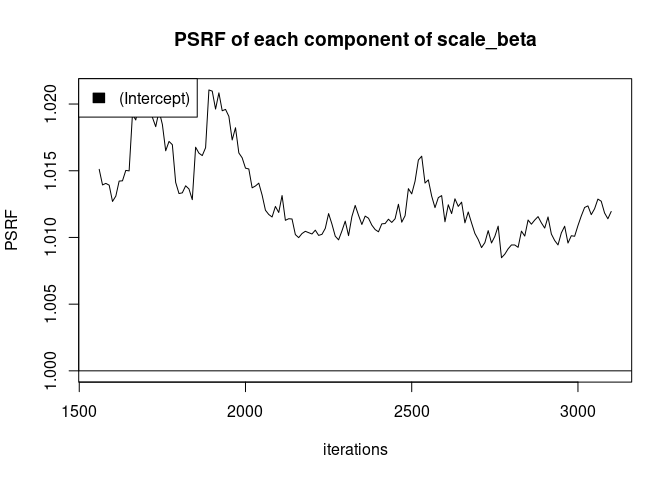 PSRF of each component of scale_beta
(Intercept)
PSRF
1.020
1.015
1.010
1.005
1.000
1500 2000 2500 3000
iterations